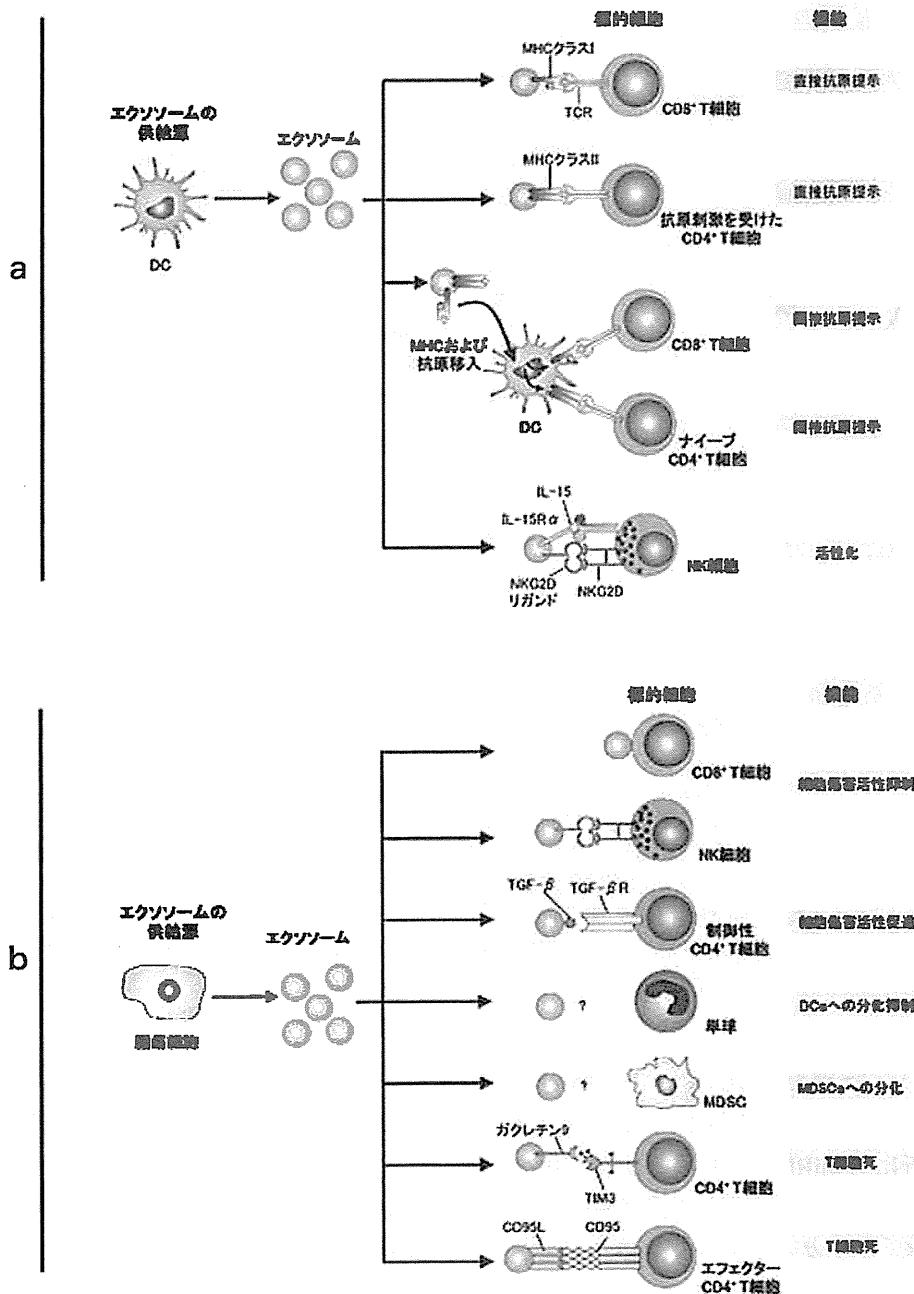 標的細胞 機能
MHCクラスI
TCR
CD8⁺ T細胞
直接抗原提示
エクソソームの
供給源
エクソソーム
DC
MHCクラスII
抗原刺激を受けた
CD4⁺ T細胞
直接抗原提示
a
MHCおよび
抗原移入
DC
CD8⁺ T細胞
間接抗原提示
ナイーブ
CD4⁺ T細胞
間接抗原提示
IL-15
IL-15Rα
NKG2D
リガンド
NKG2D
NK細胞
活性化
標的細胞 機能
CD8⁺ T細胞
細胞傷害活性抑制
NK細胞
エクソソームの
供給源
エクソソーム
腫瘍細胞
b
TGF-β TGF-βR
制御性
CD4⁺ T細胞
細胞傷害活性促進
?
単球
DCsへの分化抑制
?
MDSC
MDSCsへの分化
ガクレチン9
TIM3
CD4⁺ T細胞
T細胞死
CD95L CD95
エフェクター
CD4⁺ T細胞
T細胞死